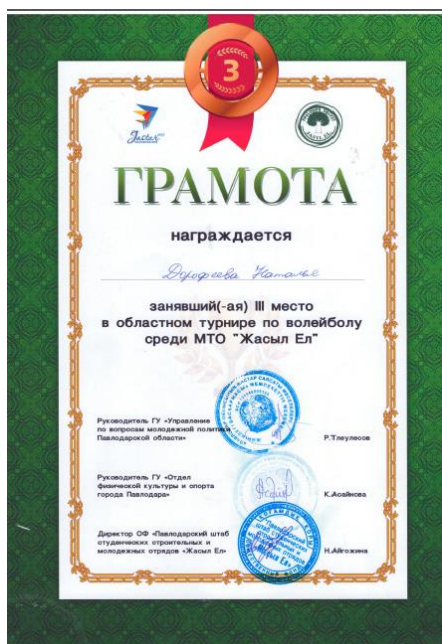 3
Jastar
ГРАМОТА
награждается
Дорофеева Наталья
занявший(-ая) III место
в областном турнире по волейболу
среди МТО "Жасыл Ел"
Руководитель ГУ «Управление
по вопросам молодежной политики
Павлодарской области»
Р.Тлеулесов
Руководитель ГУ «Отдел
физической культуры и спорта
города Павлодара»
К.Асайнова
Директор ОФ «Павлодарский штаб
студенческих строительных и
молодежных отрядов «Жасыл Ел»
Н.Айгожина